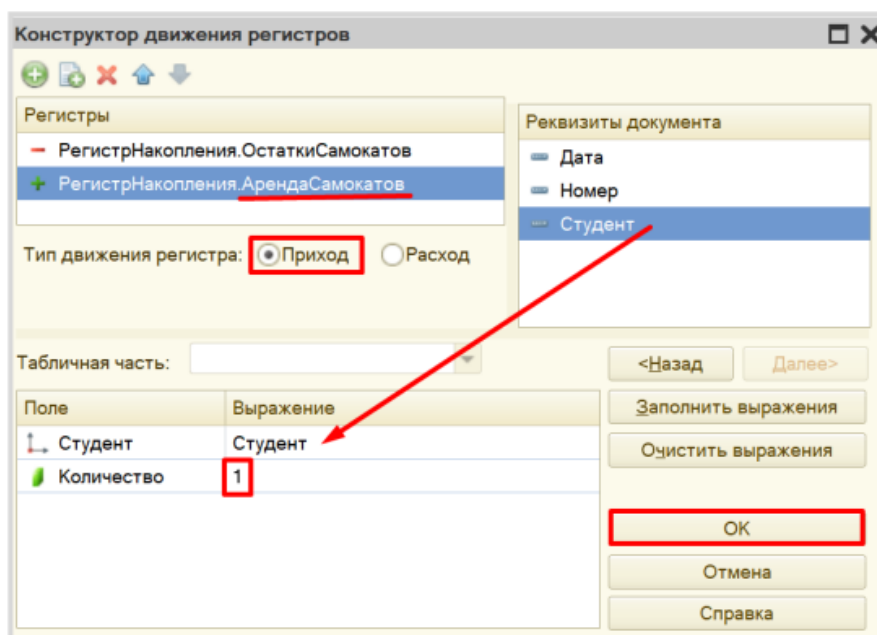 Конструктор движения регистров
Регистры
РегистрНакопления.ОстаткиСамокатов
РегистрНакопления.АрендаСамокатов
Тип движения регистра: Приход Расход
Реквизиты документа
Дата
Номер
Студент
Табличная часть:
<Назад Далее>
Поле Выражение
Студент Студент
Количество 1
Заполнить выражения
Очистить выражения
ОК
Отмена
Справка